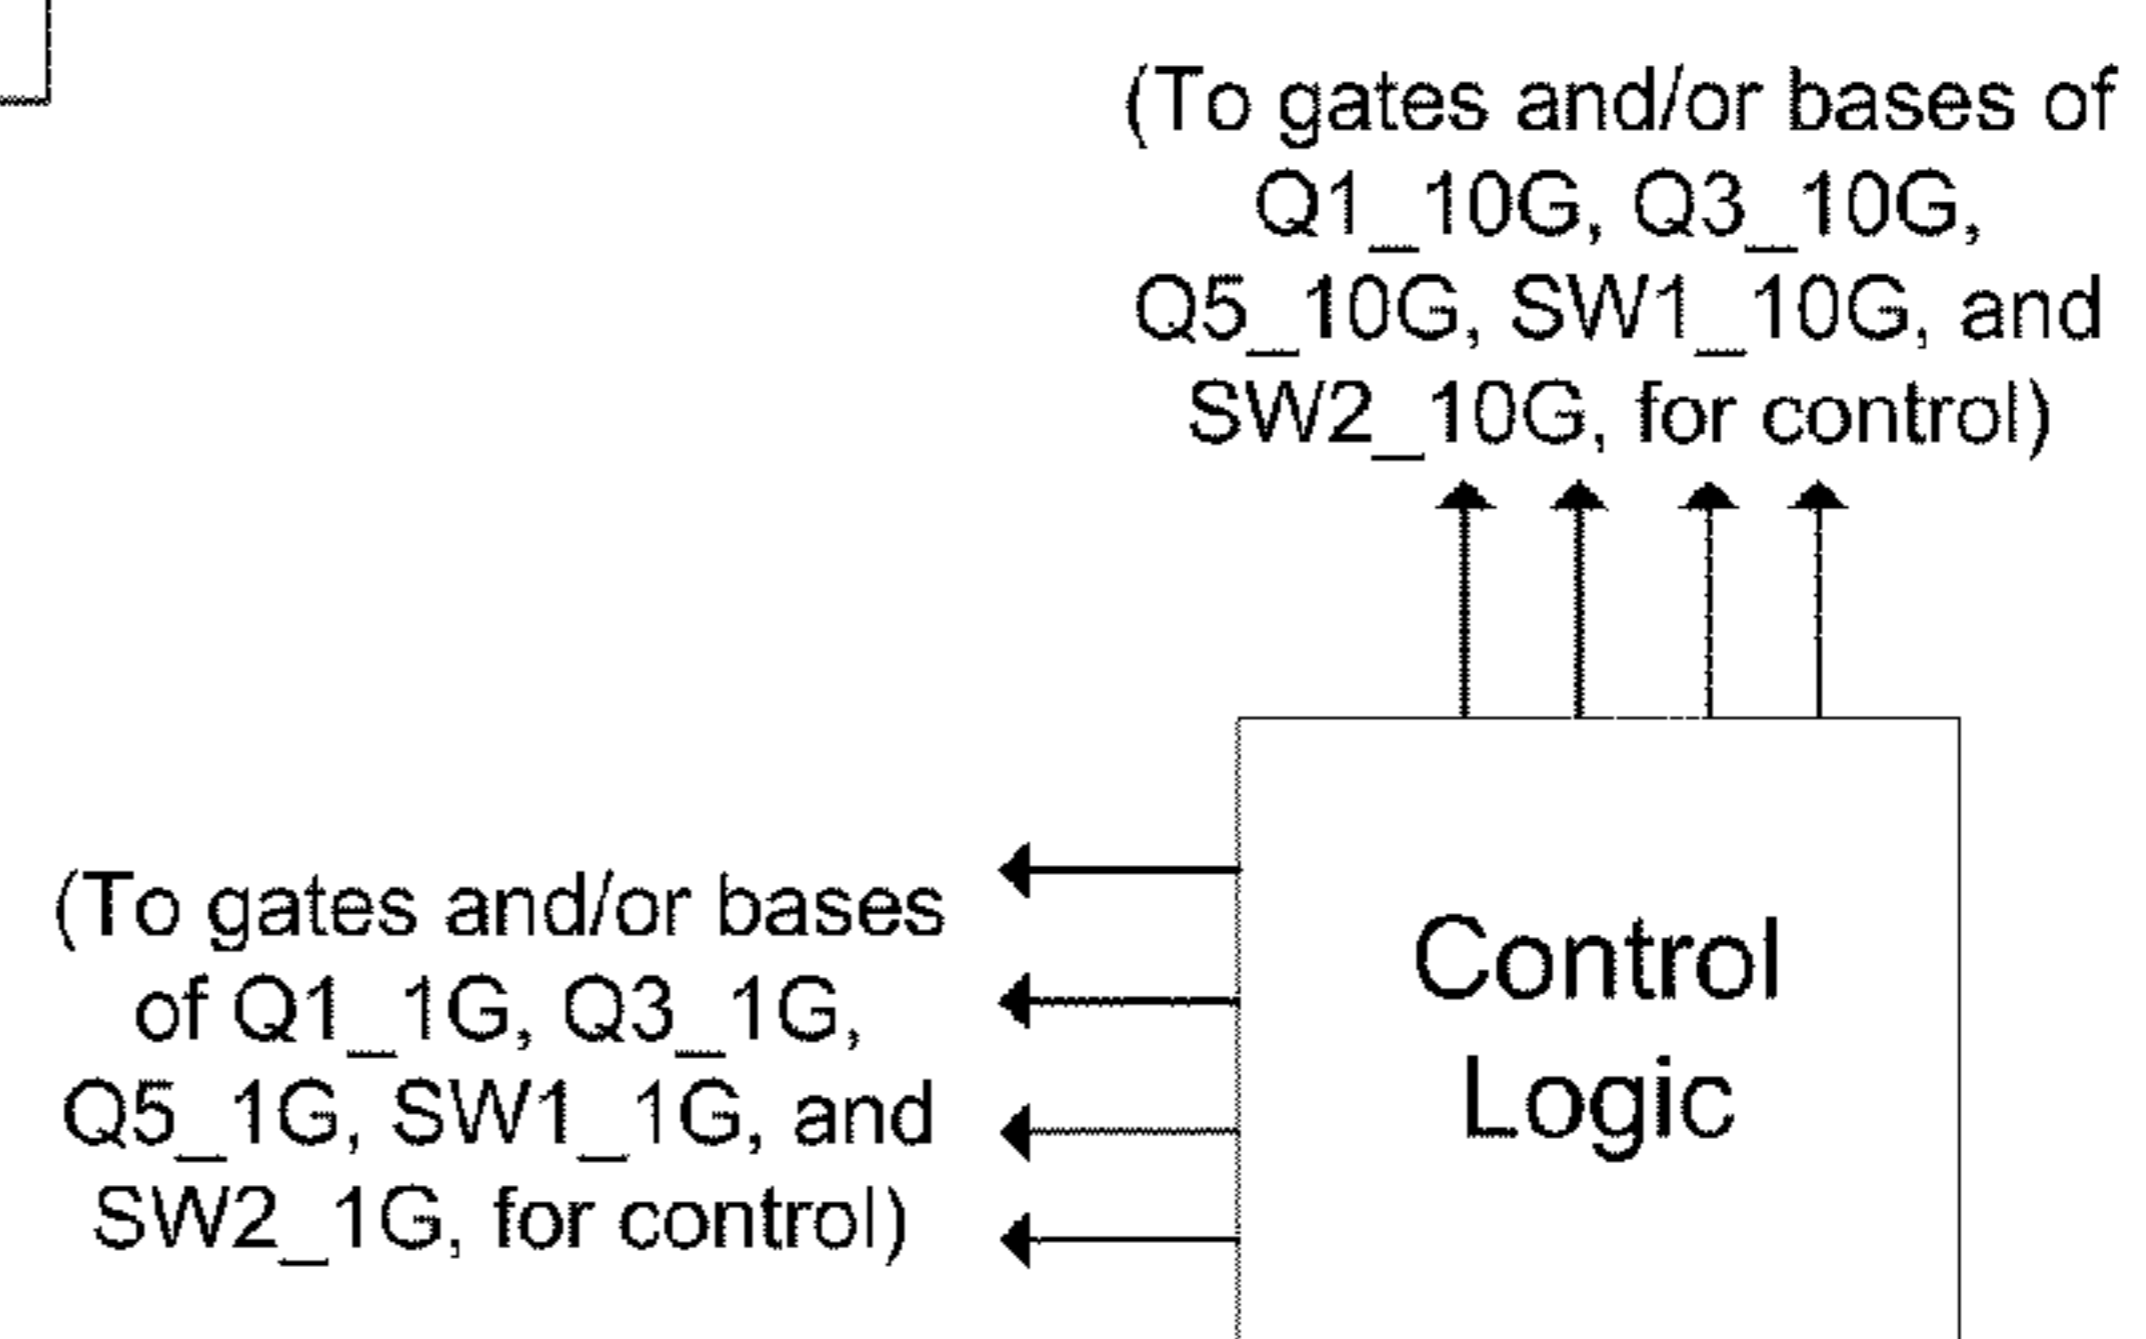 (To gates and/or bases of
Q1_10G, Q3_10G,
Q5_10G, SW1_10G, and
SW2_10G, for control)
(To gates and/or bases
of Q1_1G, Q3_1G,
Q5_1G, SW1_1G, and
SW2_1G, for control)
Control
Logic